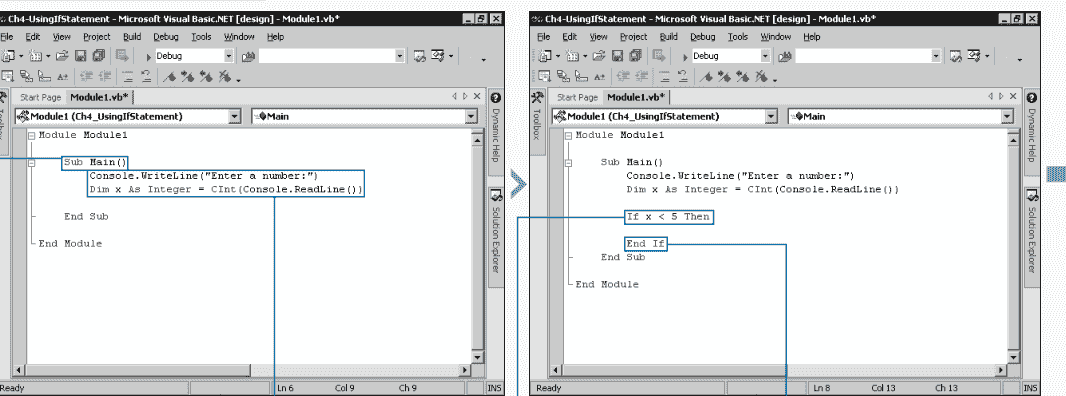 Ch4-UsingIfStatement - Microsoft Visual Basic.NET [design] - Module1.vb*
File Edit View Project Build Debug Tools Window Help
Debug
Start Page Module1.vb*
Module1 (Ch4_UsingIfStatement) Main
Module Module1
Sub Main()
Console.WriteLine("Enter a number:")
Dim x As Integer = CInt(Console.ReadLine())
End Sub
End Module
Toolbox
Dynamic Help
Solution Explorer
Ready Ln 6 Col 9 Ch 9 INS
Ch4-UsingIfStatement - Microsoft Visual Basic.NET [design] - Module1.vb*
File Edit View Project Build Debug Tools Window Help
Debug
Start Page Module1.vb*
Module1 (Ch4_UsingIfStatement) Main
Module Module1
Sub Main()
Console.WriteLine("Enter a number:")
Dim x As Integer = CInt(Console.ReadLine())
If x < 5 Then
End If
End Sub
End Module
Toolbox
Dynamic Help
Solution Explorer
Ready Ln 8 Col 13 Ch 13 INS